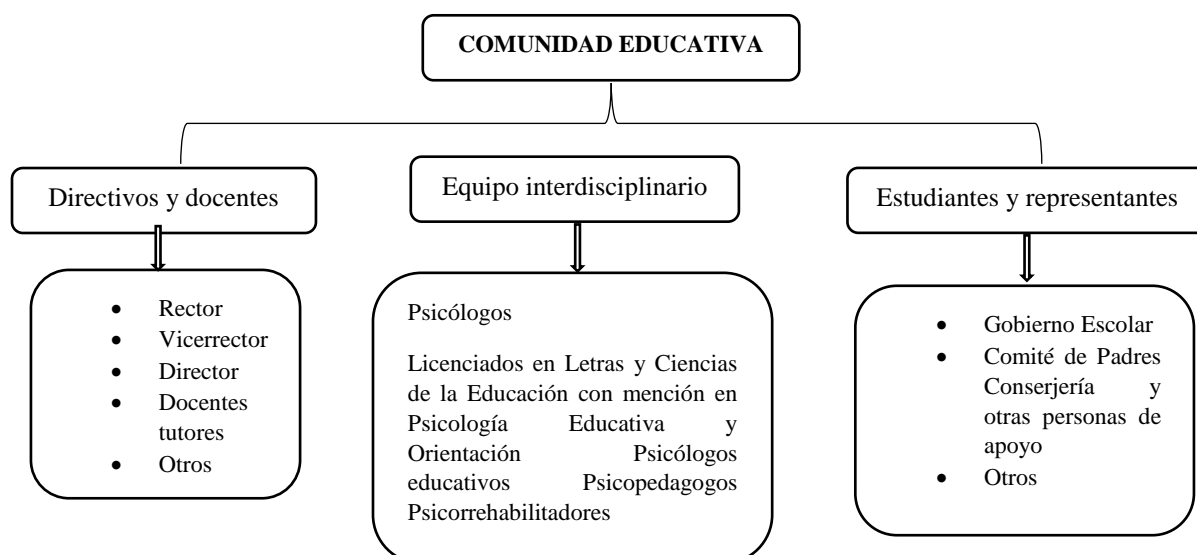 COMUNIDAD EDUCATIVA
Directivos y docentes
Equipo interdisciplinario
Estudiantes y representantes
• Rector
• Vicerrector
• Director
• Docentes
tutores
• Otros
Psicólogos
Licenciados en Letras y Ciencias
de la Educación con mención en
Psicología Educativa y
Orientación Psicólogos
educativos Psicopedagogos
Psicorrehabilitadores
• Gobierno Escolar
• Comité de Padres
Conserjería y
otras personas de
apoyo
• Otros